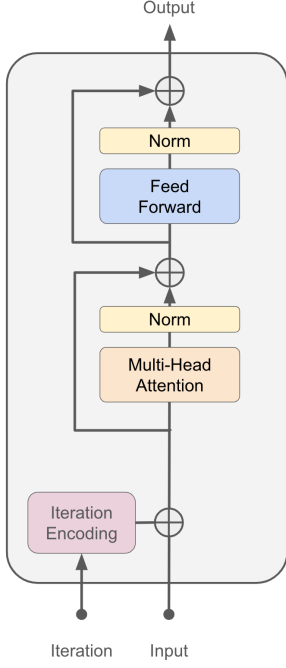 Output
Norm
Feed
Forward
Norm
Multi-Head
Attention
Iteration
Encoding
Iteration
Input